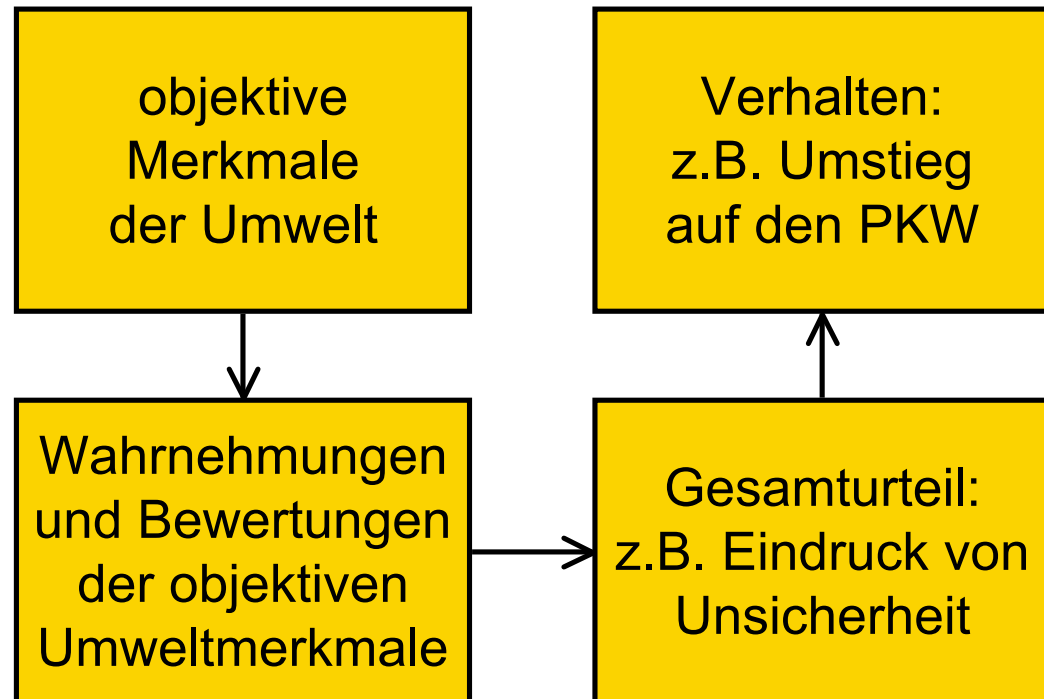 objektive
Merkmale
der Umwelt
Wahrnehmungen
und Bewertungen
der objektiven
Umweltmerkmale
Gesamturteil:
z.B. Eindruck von
Unsicherheit
Verhalten:
z.B. Umstieg
auf den PKW